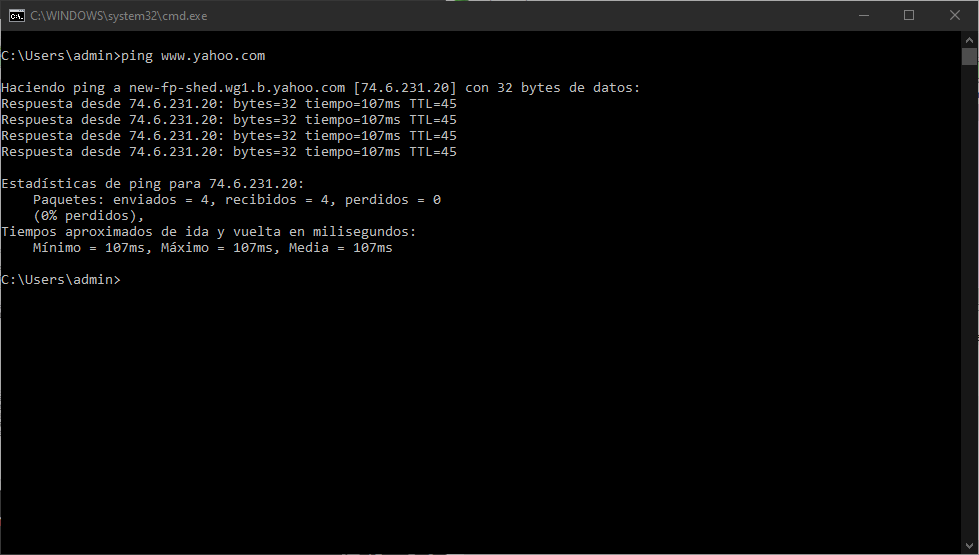 C:\WINDOWS\system32\cmd.exe
C:\Users\admin>ping www.yahoo.com
Haciendo ping a new-fp-shed.wg1.b.yahoo.com [74.6.231.20] con 32 bytes de datos:
Respuesta desde 74.6.231.20: bytes=32 tiempo=107ms TTL=45
Respuesta desde 74.6.231.20: bytes=32 tiempo=107ms TTL=45
Respuesta desde 74.6.231.20: bytes=32 tiempo=107ms TTL=45
Respuesta desde 74.6.231.20: bytes=32 tiempo=107ms TTL=45
Estadísticas de ping para 74.6.231.20:
Paquetes: enviados = 4, recibidos = 4, perdidos = 0
(0% perdidos),
Tiempos aproximados de ida y vuelta en milisegundos:
Mínimo = 107ms, Máximo = 107ms, Media = 107ms
C:\Users\admin>